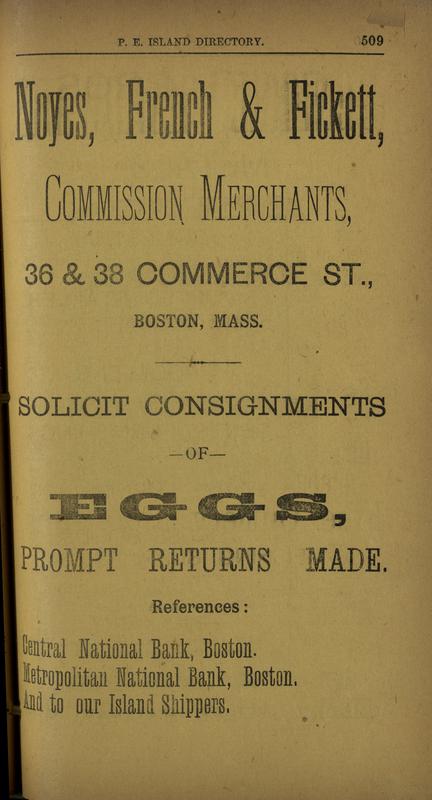 P. E. ISLAND DIRECTORY. 509
Noyes, French & Fickett,
COMMISSION MERCHANTS,
36 & 38 COMMERCE ST.,
BOSTON, MASS.
SOLICIT CONSIGNMENTS
—OF—
EGGS,
PROMPT RETURNS MADE.
References:
Central National Bank, Boston.
Metropolitan National Bank, Boston.
And to our Island Shippers.